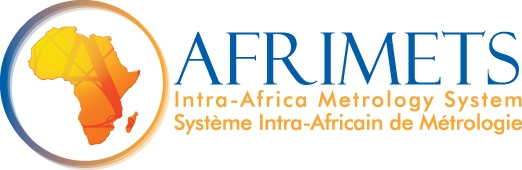 AFRIMETS
Intra-Africa Metrology System
Système Intra-Africain de Métrologie